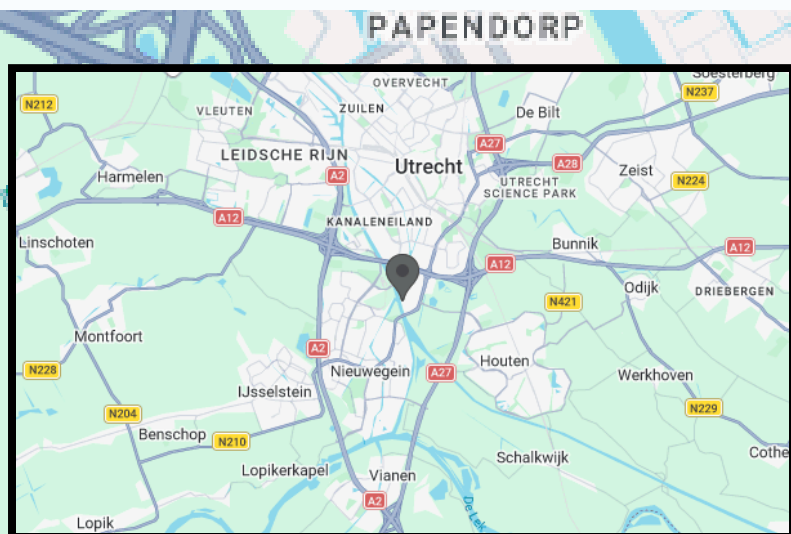 PAPENDORP
Soesterberg
OVERVECHT
N237
N212
VLEUTEN
ZUILEN
De Bilt
A27
LEIDSCHE RIJN
Utrecht
A28
Zeist
Harmelen
A2
UTRECHT
SCIENCE PARK
N224
A12
KANALENEILAND
Linschoten
Bunnik
A12
A12
Odijk
DRIEBERGEN
N421
Montfoort
A2
Houten
N228
Nieuwegein
A27
Werkhoven
IJsselstein
N204
N229
Benschop
N210
Cothe
Lopikerkapel
Vianen
Schalkwijk
A2
De Lek
Lopik